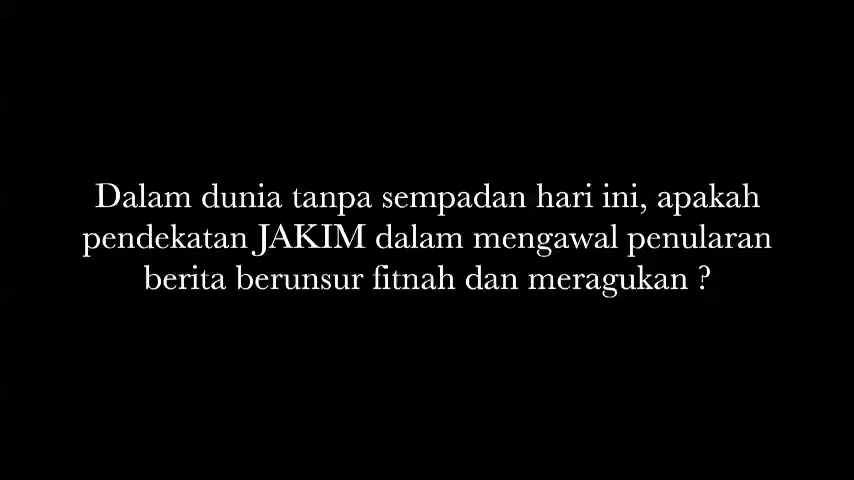 Dalam dunia tanpa sempadan hari ini, apakah
pendekatan JAKIM dalam mengawal penularan
berita berunsur fitnah dan meragukan ?